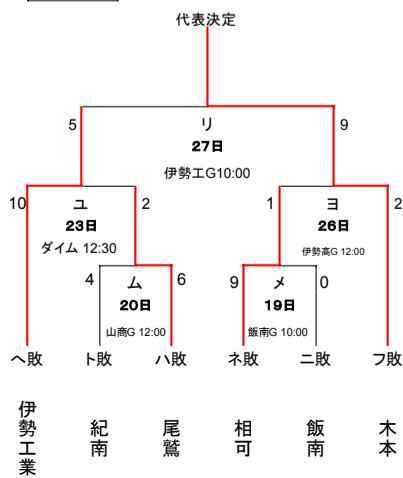 代表決定
5 リ 9
27日
伊勢工G10:00
10 ユ 2 1 ヨ 2
23日 26日
ダイム 12:30 伊勢高G 12:00
4 ム 6 9 メ 0
20日 19日
山商G 12:00 飯南G 10:00
ヘ敗 ト敗 ハ敗 ネ敗 ニ敗 フ敗
伊勢工業 紀南 尾鷲 相可 飯南 木本